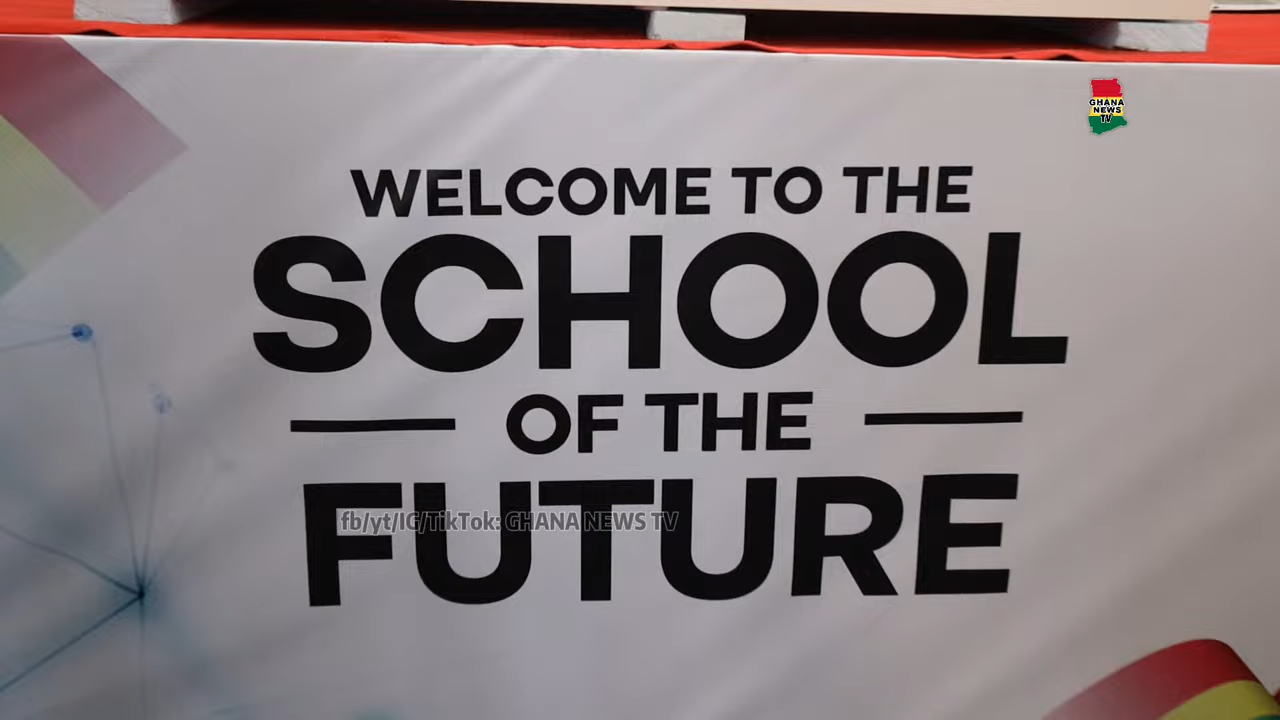 GHANA
NEWS
TV
WELCOME TO THE
SCHOOL
OF THE
FUTURE
fb/yt/IG/TikTok: GHANA NEWS TV